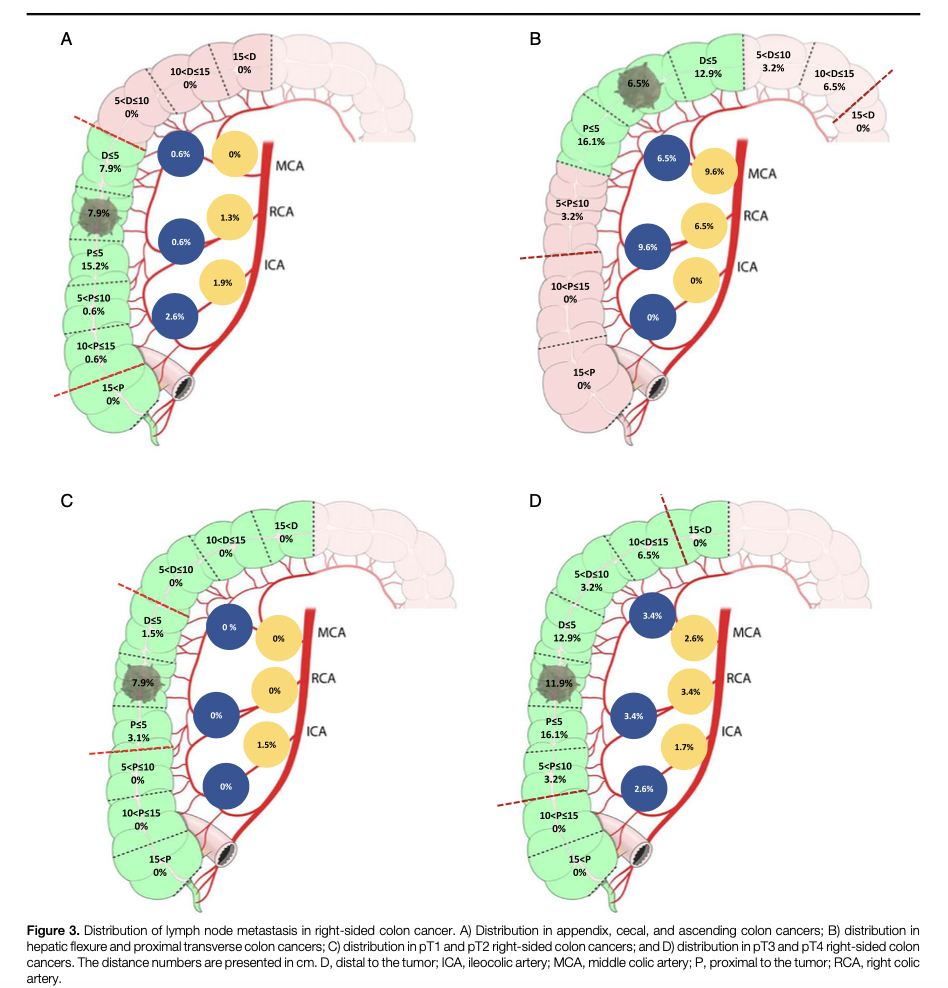 A
15<D
0%
10<D≤15
0%
5<D≤10
0%
D≤5
7.9%
7.9%
P≤5
15.2%
5<P≤10
0.6%
10<P≤15
0.6%
15<P
0%
0.6%
0%
MCA
1.3%
RCA
0.6%
1.9%
ICA
2.6%
B
D≤5
12.9%
5<D≤10
3.2%
10<D≤15
6.5%
15<D
0%
6.5%
P≤5
16.1%
5<P≤10
3.2%
10<P≤15
0%
15<P
0%
6.5%
9.6%
MCA
6.5%
RCA
9.6%
0%
ICA
0%
C
15<D
0%
10<D≤15
0%
5<D≤10
0%
D≤5
1.5%
7.9%
P≤5
3.1%
5<P≤10
0%
10<P≤15
0%
15<P
0%
0 %
0%
MCA
0%
RCA
0%
1.5%
ICA
0%
D
15<D
0%
10<D≤15
6.5%
5<D≤10
3.2%
D≤5
12.9%
11.9%
P≤5
16.1%
5<P≤10
3.2%
10<P≤15
0%
15<P
0%
3.4%
2.6%
MCA
3.4%
RCA
3.4%
1.7%
ICA
2.6%
Figure 3. Distribution of lymph node metastasis in right-sided colon cancer. A) Distribution in appendix, cecal, and ascending colon cancers; B) distribution in
hepatic flexure and proximal transverse colon cancers; C) distribution in pT1 and pT2 right-sided colon cancers; and D) distribution in pT3 and pT4 right-sided colon
cancers. The distance numbers are presented in cm. D, distal to the tumor; ICA, ileocolic artery; MCA, middle colic artery; P, proximal to the tumor; RCA, right colic
artery.